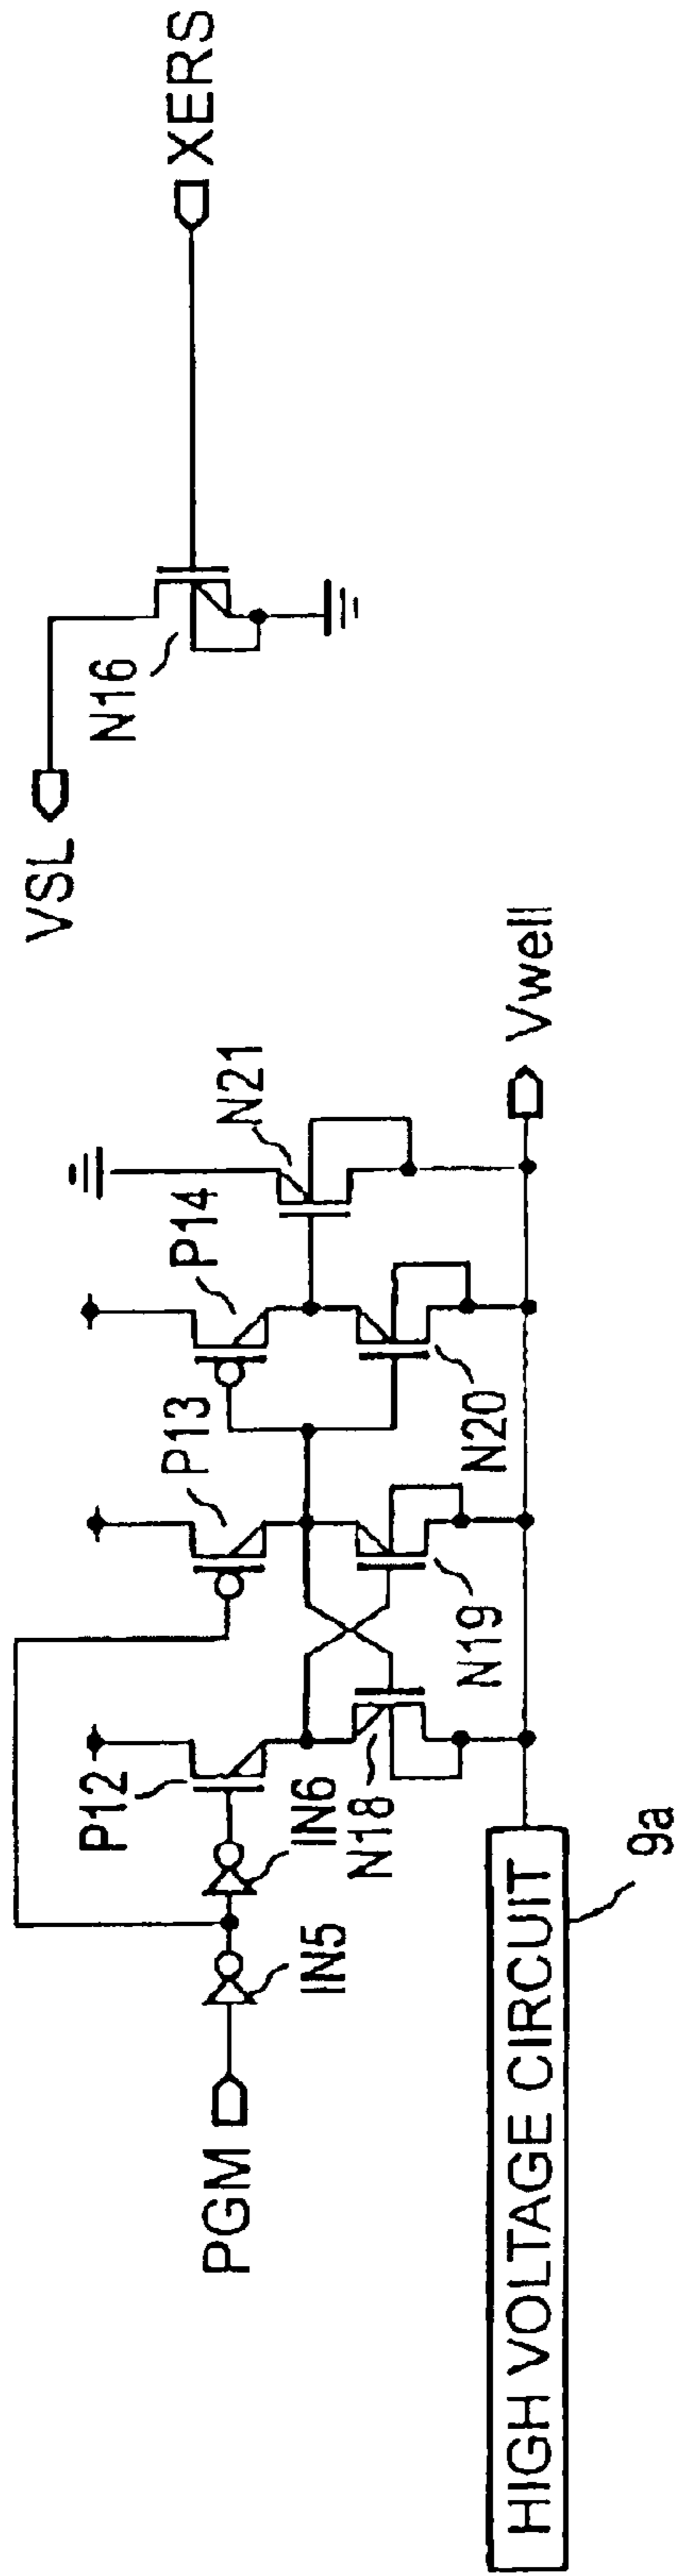 VSL
XERS
N16
PGM
IN5
IN6
P12
P13
P14
N18
N19
N20
N21
Vwell
HIGH VOLTAGE CIRCUIT
9a